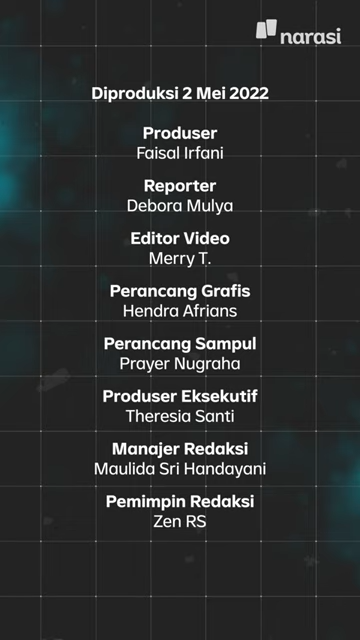 narasi
Diproduksi 2 Mei 2022
Produser
Faisal Irfani
Reporter
Debora Mulya
Editor Video
Merry T.
Perancang Grafis
Hendra Afrians
Perancang Sampul
Prayer Nugraha
Produser Eksekutif
Theresia Santi
Manajer Redaksi
Maulida Sri Handayani
Pemimpin Redaksi
Zen RS